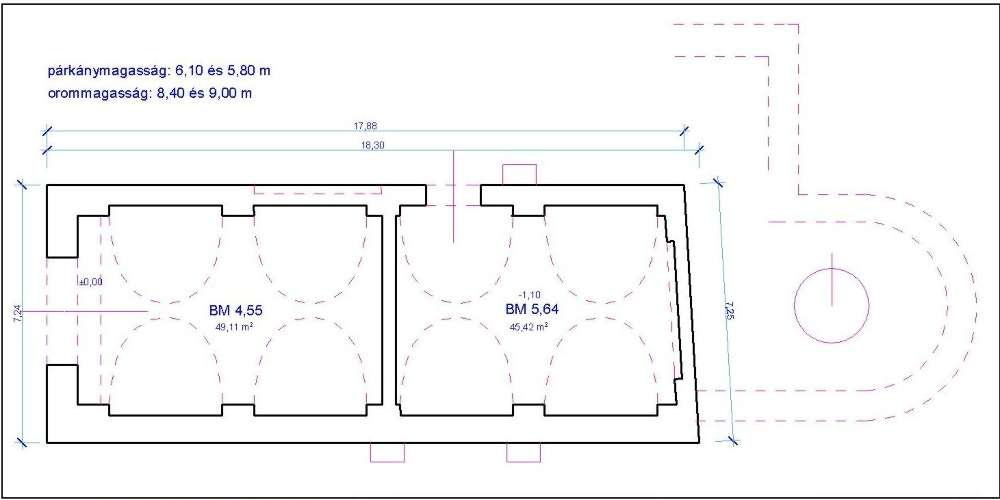 párkánymagasság: 6,10 és 5,80 m
orommagasság: 8,40 és 9,00 m
17,88
18,30
±0,00
7,24
BM 4,55
49,11 m²
-1,10
BM 5,64
45,42 m²
7,25